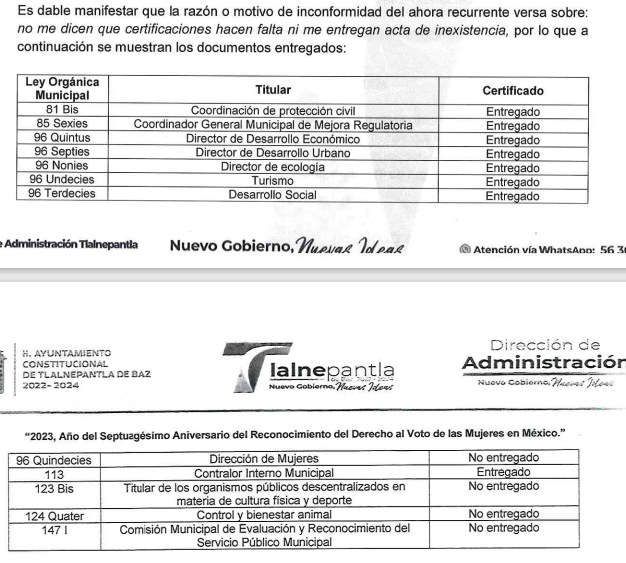 Es dable manifestar que la razón o motivo de inconformidad del ahora recurrente versa sobre:
no me dicen que certificaciones hacen falta ni me entregan acta de inexistencia, por lo que a
continuación se muestran los documentos entregados:
Ley Orgánica Municipal Titular Certificado
81 Bis Coordinación de protección civil Entregado
85 Sexies Coordinador General Municipal de Mejora Regulatoria Entregado
96 Quintus Director de Desarrollo Económico Entregado
96 Septies Director de Desarrollo Urbano Entregado
96 Nonies Director de ecología Entregado
96 Undecies Turismo Entregado
96 Terdecies Desarrollo Social Entregado
e Administración Tlalnepantla Nuevo Gobierno, Nuevas Ideas Atención vía WhatsApp: 56 3
H. AYUNTAMIENTO
CONSTITUCIONAL
DE TLALNEPANTLA DE BAZ
2022-2024
Tlalnepantla
de Baz 2022 - 2024
Nuevo Gobierno, Nuevas Ideas
Dirección de
Administración
Nuevo Gobierno, Nuevas Ideas
“2023, Año del Septuagésimo Aniversario del Reconocimiento del Derecho al Voto de las Mujeres en México.”
96 Quindecies Dirección de Mujeres No entregado
113 Contralor Interno Municipal Entregado
123 Bis Titular de los organismos públicos descentralizados en No entregado
materia de cultura física y deporte
124 Quater Control y bienestar animal No entregado
147 I Comisión Municipal de Evaluación y Reconocimiento del No entregado
Servicio Público Municipal